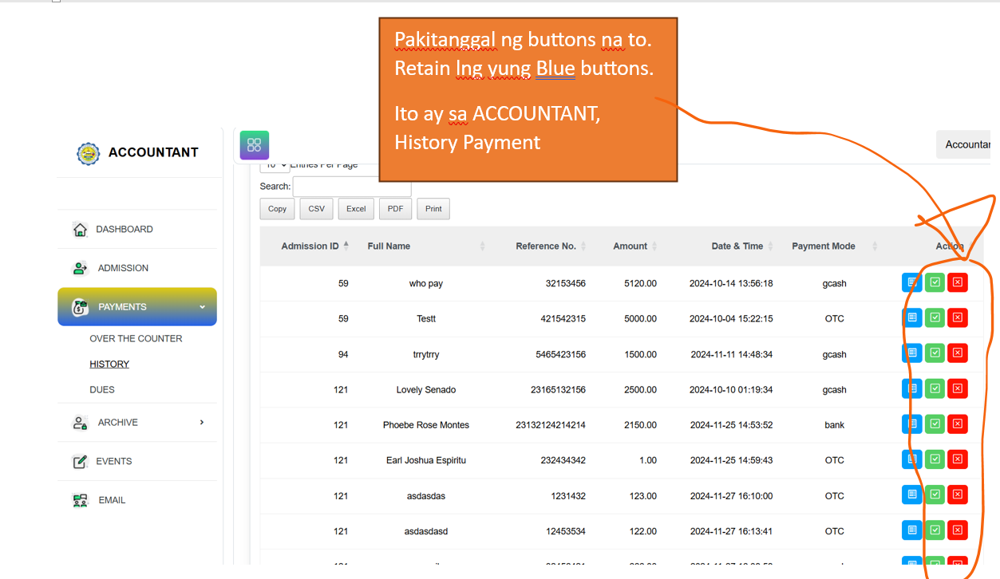 Pakitanggal ng buttons na to.
Retain lng yung Blue buttons.
Ito ay sa ACCOUNTANT,
History Payment
ACCOUNTANT
Accountan
10 Entries Per Page
Search:
Copy CSV Excel PDF Print
DASHBOARD
ADMISSION
PAYMENTS
OVER THE COUNTER
HISTORY
DUES
ARCHIVE
EVENTS
EMAIL
Admission ID Full Name Reference No. Amount Date & Time Payment Mode Action
59 who pay 32153456 5120.00 2024-10-14 13:56:18 gcash
59 Testt 421542315 5000.00 2024-10-04 15:22:15 OTC
94 trrytrry 5465423156 1500.00 2024-11-11 14:48:34 gcash
121 Lovely Senado 23165132156 2500.00 2024-10-10 01:19:34 gcash
121 Phoebe Rose Montes 23132124214214 2150.00 2024-11-25 14:53:52 bank
121 Earl Joshua Espiritu 232434342 1.00 2024-11-25 14:59:43 OTC
121 asdasdas 1231432 123.00 2024-11-27 16:10:00 OTC
121 asdasdasd 12453534 122.00 2024-11-27 16:13:41 OTC